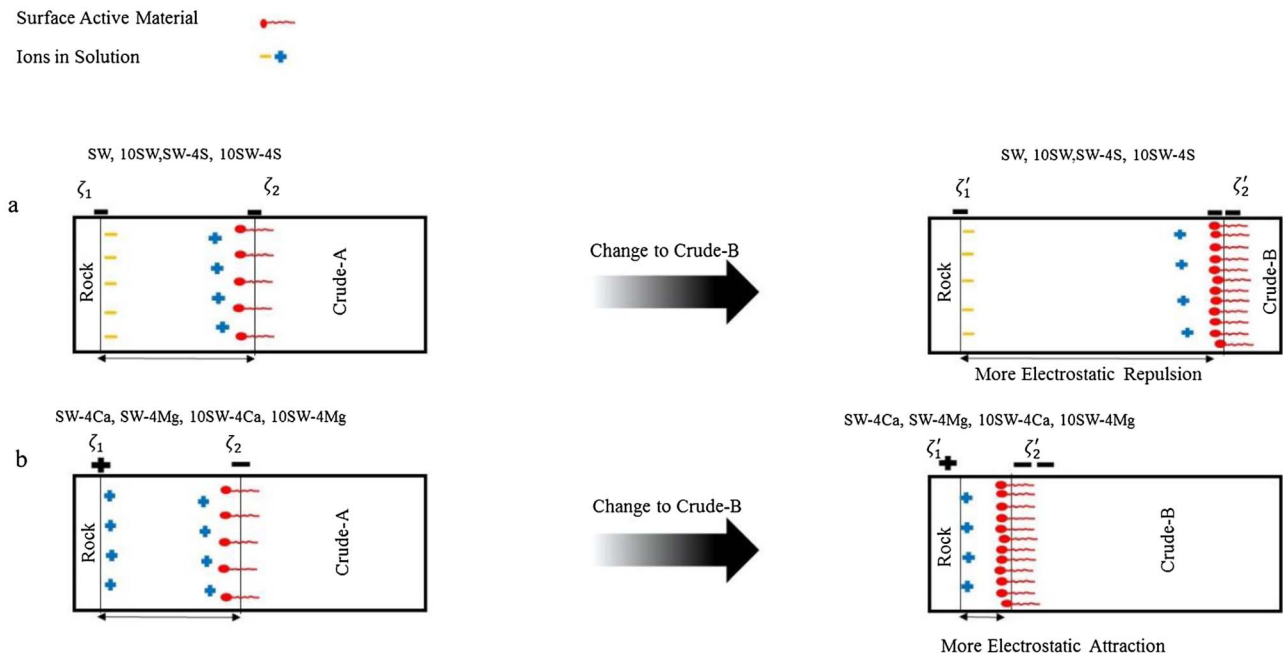 Surface Active Material
Ions in Solution
SW, 10SW,SW-4S, 10SW-4S
SW, 10SW,SW-4S, 10SW-4S
ζ₁
ζ₂
ζ′₁
ζ′₂
a
Rock
Crude-A
Change to Crude-B
Rock
Crude-B
More Electrostatic Repulsion
SW-4Ca, SW-4Mg, 10SW-4Ca, 10SW-4Mg
SW-4Ca, SW-4Mg, 10SW-4Ca, 10SW-4Mg
ζ₁
ζ₂
ζ′₁
ζ′₂
b
Rock
Crude-A
Change to Crude-B
Rock
Crude-B
More Electrostatic Attraction